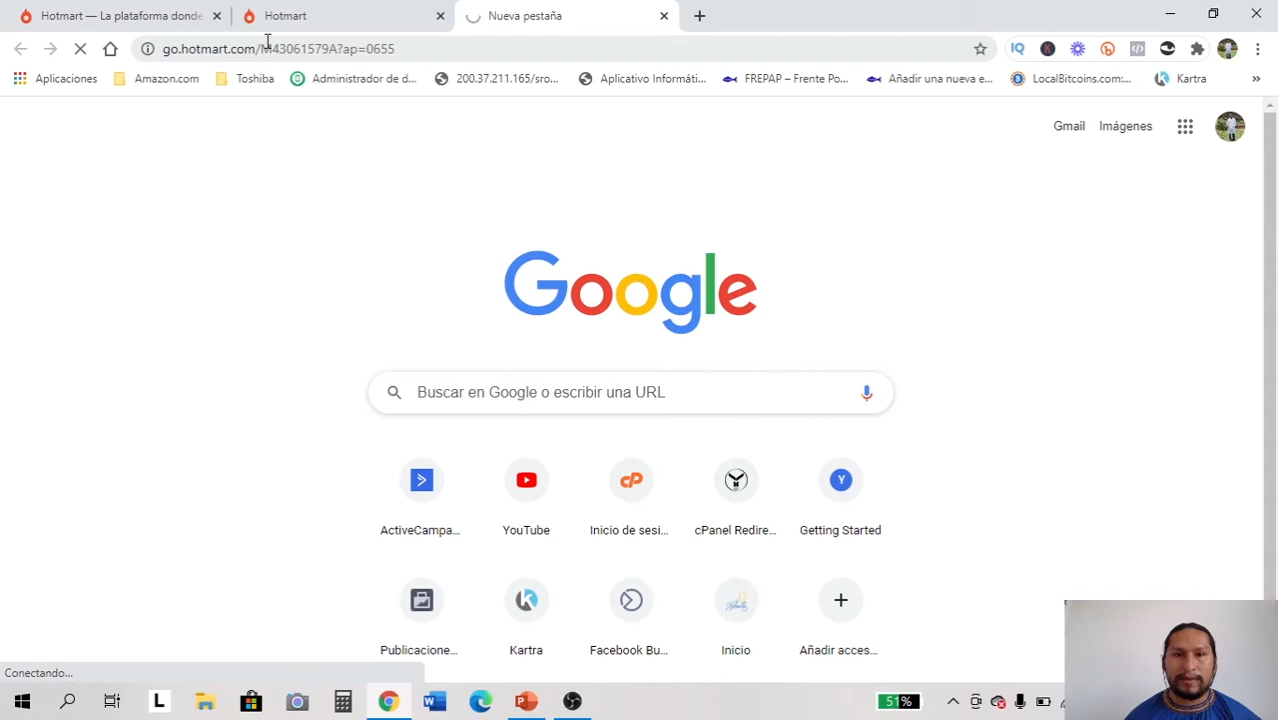 Hotmart — La plataforma donde
Hotmart
Nueva pestaña
go.hotmart.com/M43061579A?ap=0655
Aplicaciones
Amazon.com
Toshiba
Administrador de d...
200.37.211.165/sro...
Aplicativo Informáti...
FREPAP – Frente Po...
Añadir una nueva e...
LocalBitcoins.com:...
Kartra
»
Gmail
Imágenes
Google
Buscar en Google o escribir una URL
ActiveCampa...
YouTube
Inicio de sesi...
cPanel Redire...
Getting Started
Publicacione...
Kartra
Facebook Bu...
Inicio
Añadir acces...
Conectando...
51%